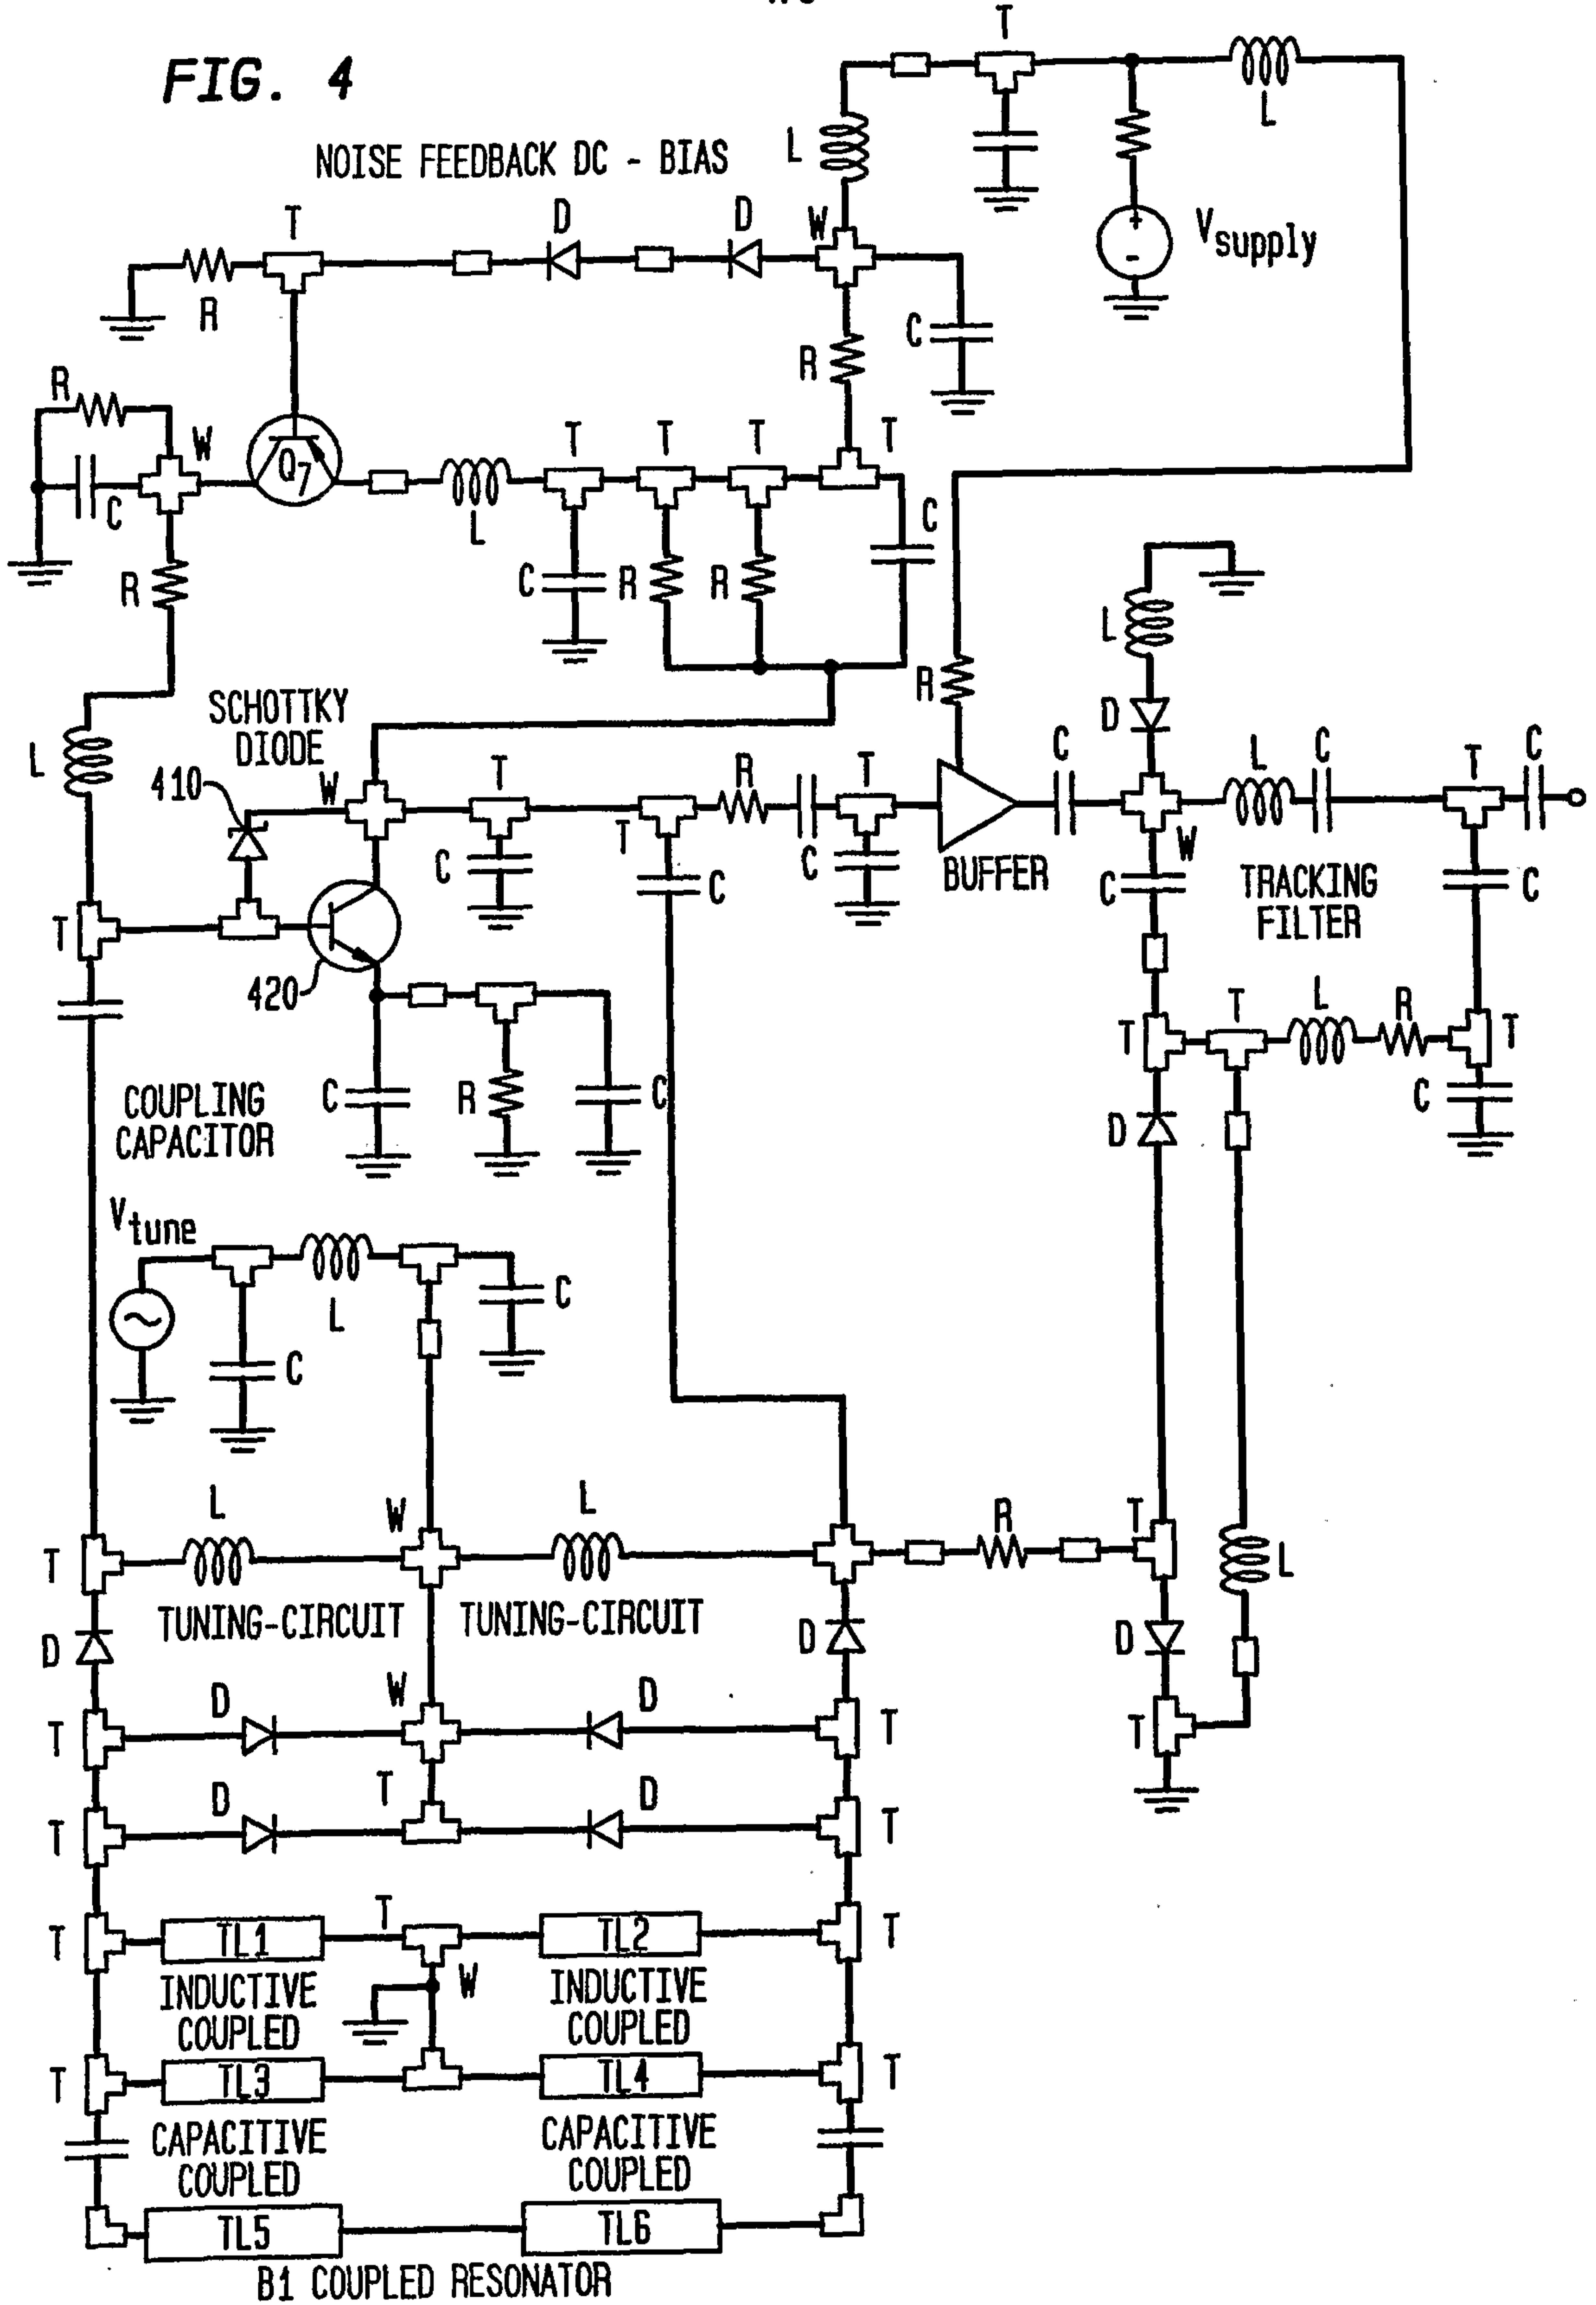 FIG. 4
T
L
NOISE FEEDBACK DC - BIAS
L
T
D
D
W
Vsupply
R
R
C
R
W
Q7
T
T
T
T
C
L
C
R
C
R
R
L
SCHOTTKY
DIODE
R
D
410
W
T
R
T
C
L
C
T
C
L
T
C
C
C
BUFFER
W
TRACKING
FILTER
C
C
T
420
T
T
L
R
T
COUPLING
CAPACITOR
C
R
C
D
C
Vtune
L
C
C
L
W
L
R
T
T
L
TUNING-CIRCUIT
TUNING-CIRCUIT
D
D
D
D
W
D
T
T
T
D
T
D
T
T
TL1
T
TL2
T
T
INDUCTIVE
COUPLED
W
INDUCTIVE
COUPLED
TL3
TL4
T
T
CAPACITIVE
COUPLED
CAPACITIVE
COUPLED
TL5
TL6
B1 COUPLED RESONATOR